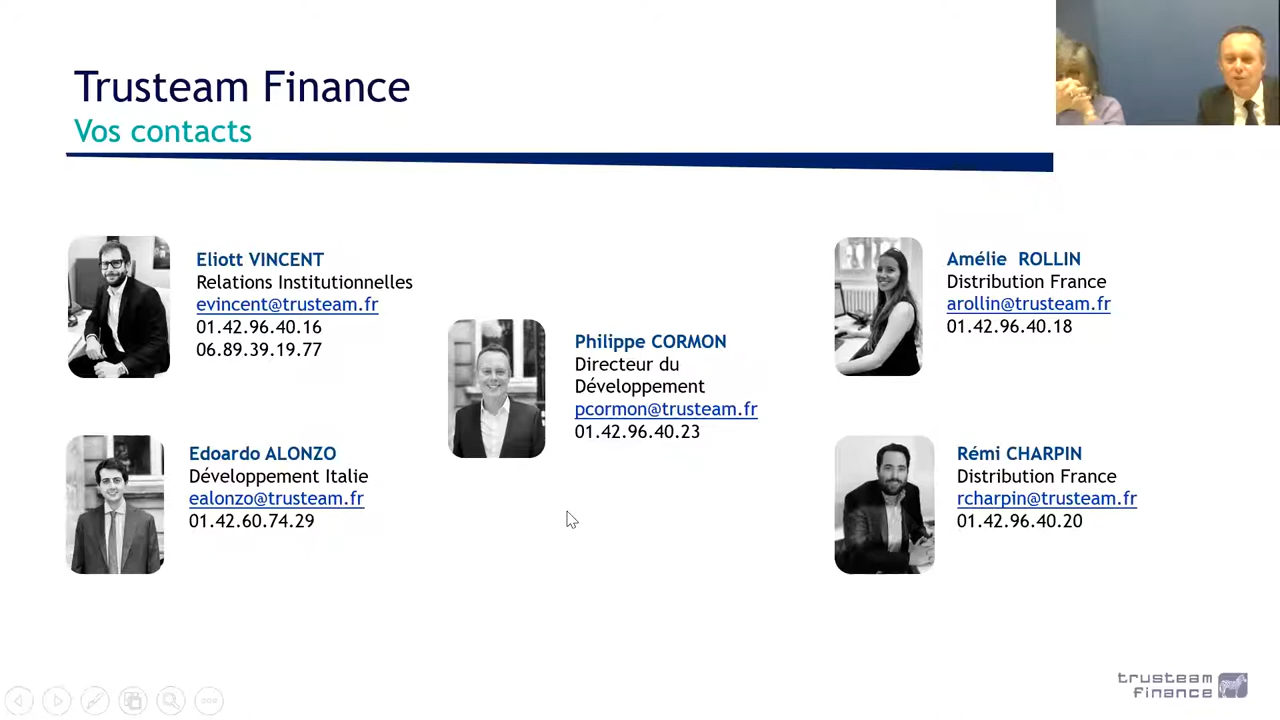 Trusteam Finance
Vos contacts
Eliott VINCENT
Relations Institutionnelles
evincent@trusteam.fr
01.42.96.40.16
06.89.39.19.77
Edoardo ALONZO
Développement Italie
ealonzo@trusteam.fr
01.42.60.74.29
Philippe CORMON
Directeur du
Développement
pcormon@trusteam.fr
01.42.96.40.23
Amélie ROLLIN
Distribution France
arollin@trusteam.fr
01.42.96.40.18
Rémi CHARPIN
Distribution France
rcharpin@trusteam.fr
01.42.96.40.20
trusteam
finance